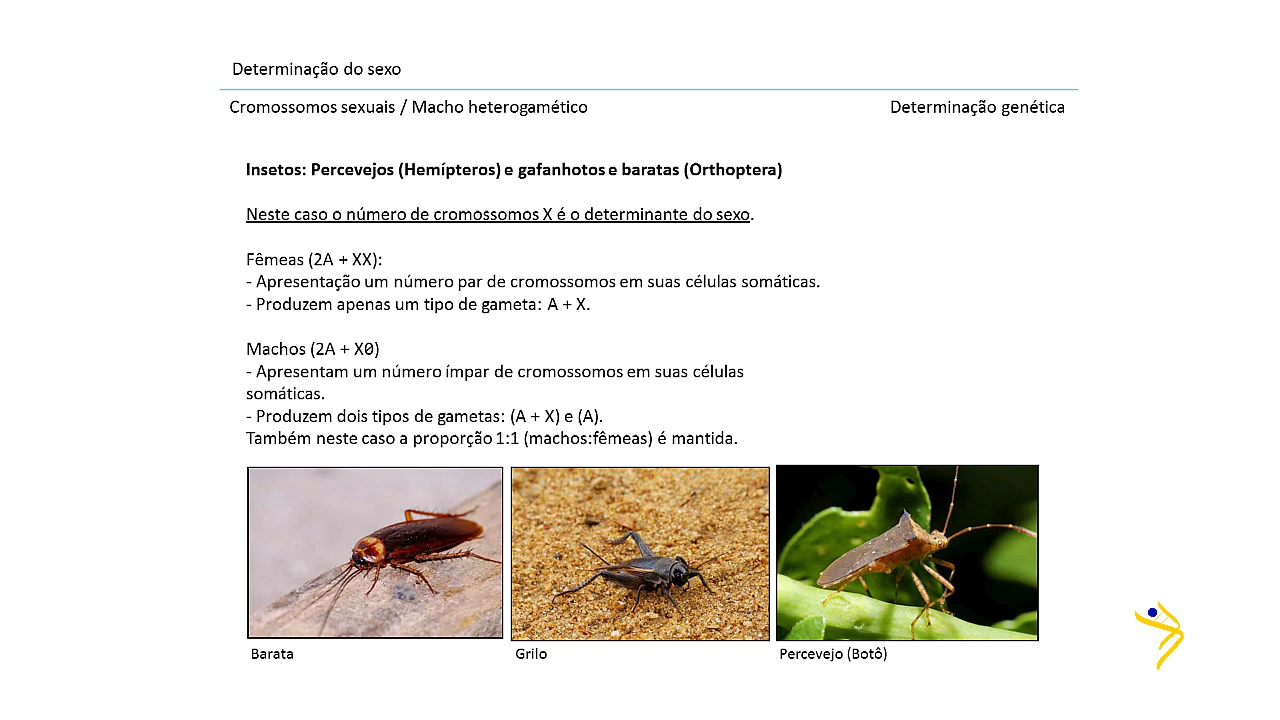 Determinação do sexo
Cromossomos sexuais / Macho heterogamético
Determinação genética
Insetos: Percevejos (Hemípteros) e gafanhotos e baratas (Orthoptera)
Neste caso o número de cromossomos X é o determinante do sexo.
Fêmeas (2A + XX):
- Apresentação um número par de cromossomos em suas células somáticas.
- Produzem apenas um tipo de gameta: A + X.
Machos (2A + X0)
- Apresentam um número ímpar de cromossomos em suas células
somáticas.
- Produzem dois tipos de gametas: (A + X) e (A).
Também neste caso a proporção 1:1 (machos:fêmeas) é mantida.
Barata
Grilo
Percevejo (Botô)